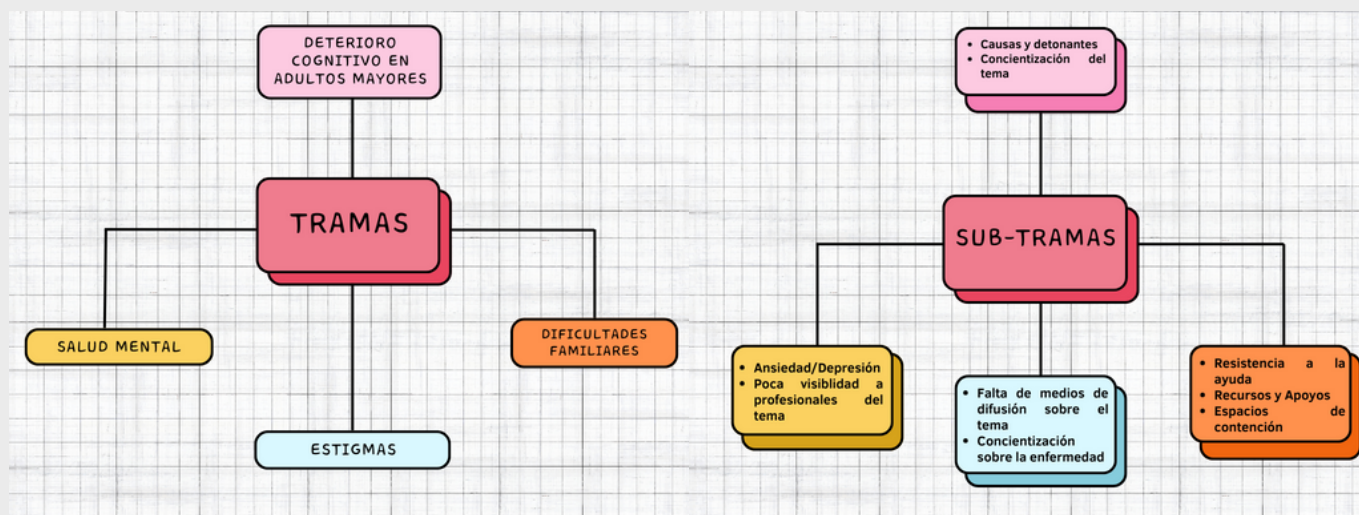 DETERIORO
COGNITIVO EN
ADULTOS MAYORES
TRAMAS
SALUD MENTAL
DIFICULTADES
FAMILIARES
ESTIGMAS
• Causas y detonantes
• Concientización del
tema
SUB-TRAMAS
• Ansiedad/Depresión
• Poca visiblidad a
profesionales del
tema
• Falta de medios de
difusión sobre el
tema
• Concientización
sobre la enfermedad
• Resistencia a la
ayuda
• Recursos y Apoyos
• Espacios de
contención